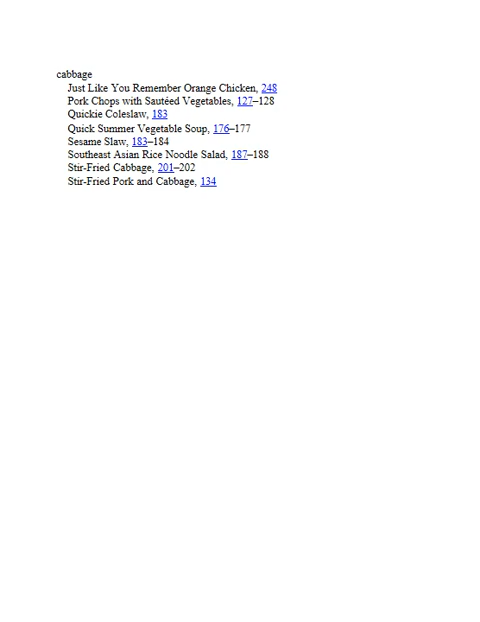 cabbage
Just Like You Remember Orange Chicken, 248
Pork Chops with Sautéed Vegetables, 127–128
Quickie Coleslaw, 183
Quick Summer Vegetable Soup, 176–177
Sesame Slaw, 183–184
Southeast Asian Rice Noodle Salad, 187–188
Stir-Fried Cabbage, 201–202
Stir-Fried Pork and Cabbage, 134